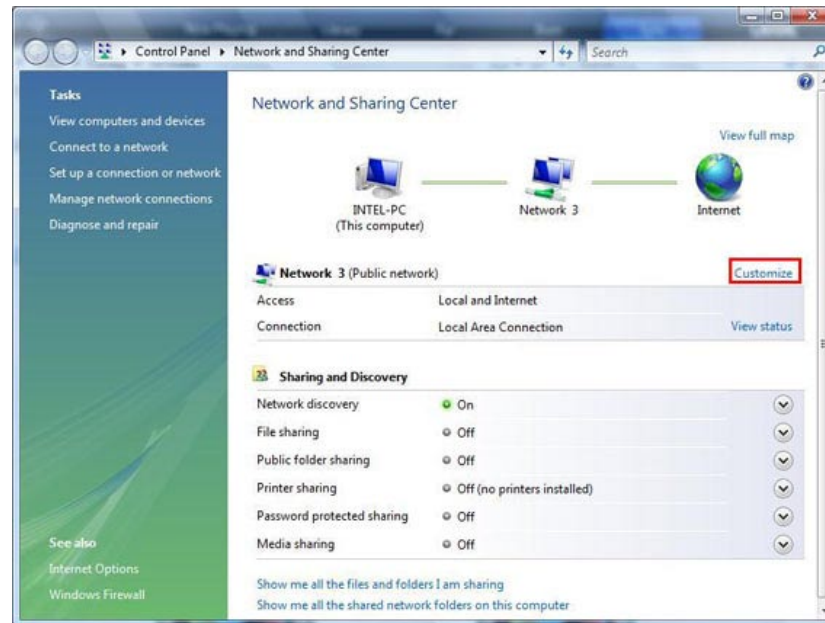 Control Panel Network and Sharing Center
Search
Tasks
View computers and devices
Connect to a network
Set up a connection or network
Manage network connections
Diagnose and repair
See also
Internet Options
Windows Firewall
Network and Sharing Center
View full map
INTEL-PC
(This computer)
Network 3
Internet
Network 3 (Public network) Customize
Access Local and Internet
Connection Local Area Connection View status
Sharing and Discovery
Network discovery On
File sharing Off
Public folder sharing Off
Printer sharing Off (no printers installed)
Password protected sharing Off
Media sharing Off
Show me all the files and folders I am sharing
Show me all the shared network folders on this computer